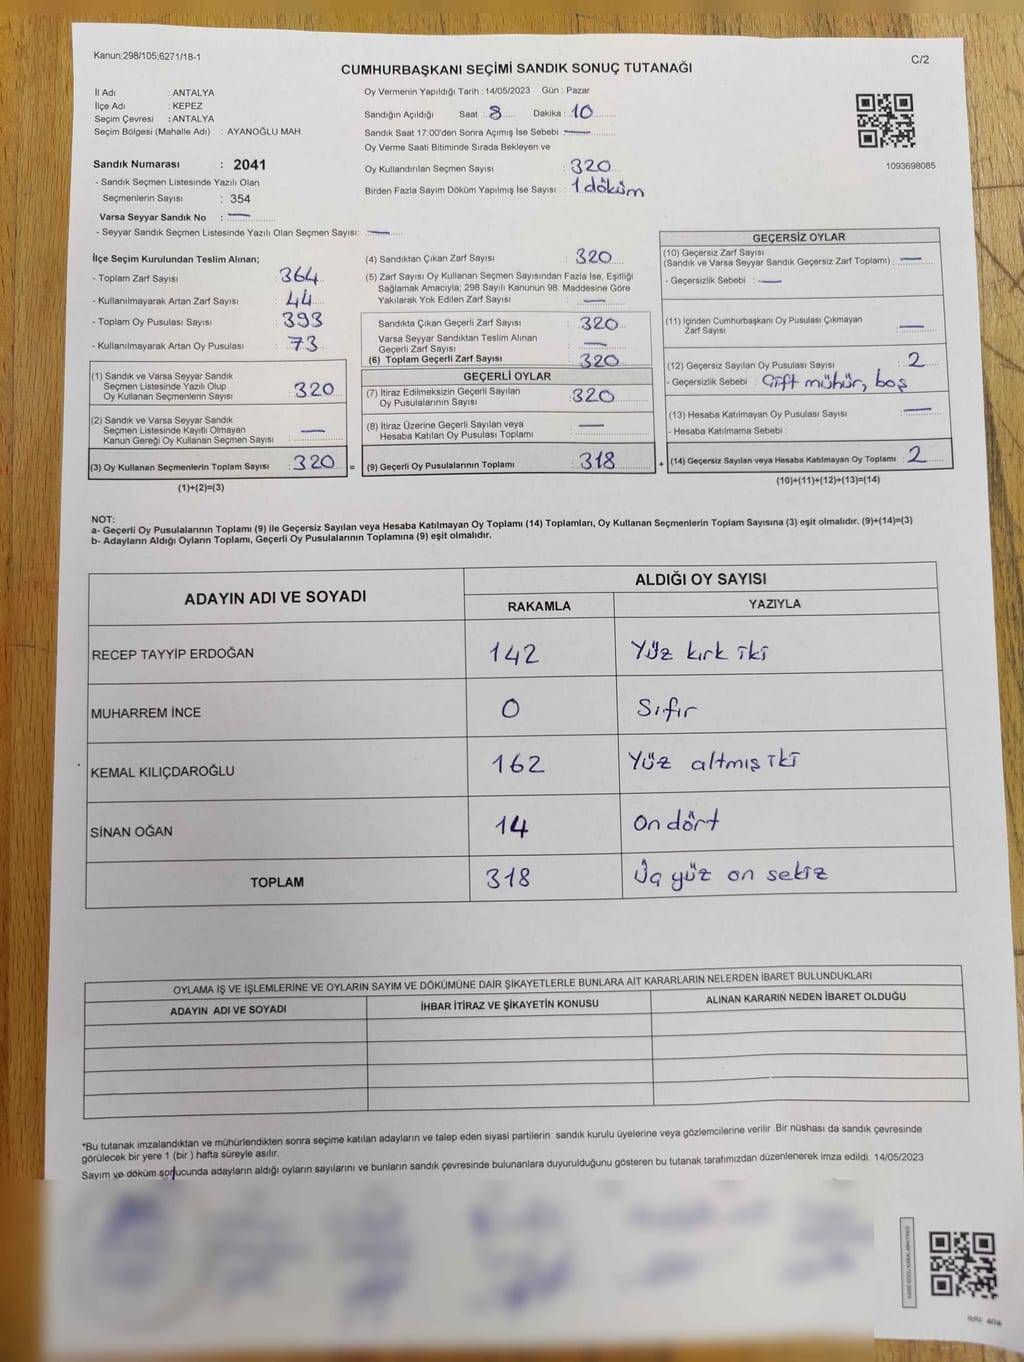 Kanun;298/105;6271/18-1
C/2
CUMHURBAŞKANI SEÇİMİ SANDIK SONUÇ TUTANAĞI
İl Adı : ANTALYA
İlçe Adı : KEPEZ
Seçim Çevresi : ANTALYA
Seçim Bölgesi (Mahalle Adı) : AYANOĞLU MAH.
Sandık Numarası : 2041
- Sandık Seçmen Listesinde Yazılı Olan
Seçmenlerin Sayısı : 354
Varsa Seyyar Sandık No : —
- Seyyar Sandık Seçmen Listesinde Yazılı Olan Seçmen Sayısı: —
Oy Vermenin Yapıldığı Tarih : 14/05/2023 Gün : Pazar
Sandığın Açıldığı Saat : 8 Dakika : 10
Sandık Saat 17:00'den Sonra Açılmış İse Sebebi : —
Oy Verme Saati Bitiminde Sırada Bekleyen ve
Oy Kullandırılan Seçmen Sayısı : 320
Birden Fazla Sayım Döküm Yapılmış İse Sayısı : 1 döküm
1093698085
İlçe Seçim Kurulundan Teslim Alınan;
- Toplam Zarf Sayısı : 364
- Kullanılmayarak Artan Zarf Sayısı : 44
- Toplam Oy Pusulası Sayısı : 393
- Kullanılmayarak Artan Oy Pusulası : 73
(1) Sandık ve Varsa Seyyar Sandık
Seçmen Listesinde Yazılı Olup
Oy Kullanan Seçmenlerin Sayısı : 320
(2) Sandık ve Varsa Seyyar Sandık
Seçmen Listesinde Kayıtlı Olmayan
Kanun Gereği Oy Kullanan Seçmen Sayısı : —
(3) Oy Kullanan Seçmenlerin Toplam Sayısı : 320 =
(1)+(2)=(3)
(4) Sandıktan Çıkan Zarf Sayısı : 320
(5) Zarf Sayısı Oy Kullanan Seçmen Sayısından Fazla İse, Eşitliği
Sağlamak Amacıyla; 298 Sayılı Kanunun 98. Maddesine Göre
Yakılarak Yok Edilen Zarf Sayısı : —
Sandıkta Çıkan Geçerli Zarf Sayısı : 320
Varsa Seyyar Sandıktan Teslim Alınan
Geçerli Zarf Sayısı : —
(6) Toplam Geçerli Zarf Sayısı : 320
GEÇERLİ OYLAR
(7) İtiraz Edilmeksizin Geçerli Sayılan
Oy Pusulalarının Sayısı : 320
(8) İtiraz Üzerine Geçerli Sayılan veya
Hesaba Katılan Oy Pusulası Toplamı : —
(9) Geçerli Oy Pusulalarının Toplamı : 318 +
GEÇERSİZ OYLAR
(10) Geçersiz Zarf Sayısı
(Sandık ve Varsa Seyyar Sandık Geçersiz Zarf Toplamı) : —
- Geçersizlik Sebebi : —
(11) İçinden Cumhurbaşkanı Oy Pusulası Çıkmayan
Zarf Sayısı : —
(12) Geçersiz Sayılan Oy Pusulası Sayısı : 2
- Geçersizlik Sebebi : Çift mühür, boş
(13) Hesaba Katılmayan Oy Pusulası Sayısı : —
- Hesaba Katılmama Sebebi :
(14) Geçersiz Sayılan veya Hesaba Katılmayan Oy Toplamı : 2
(10)+(11)+(12)+(13)=(14)
NOT:
a- Geçerli Oy Pusulalarının Toplamı (9) ile Geçersiz Sayılan veya Hesaba Katılmayan Oy Toplamı (14) Toplamları, Oy Kullanan Seçmenlerin Toplam Sayısına (3) eşit olmalıdır. (9)+(14)=(3)
b- Adayların Aldığı Oyların Toplamı, Geçerli Oy Pusulalarının Toplamına (9) eşit olmalıdır.
ADAYIN ADI VE SOYADI ALDIĞI OY SAYISI
RAKAMLA YAZIYLA
RECEP TAYYİP ERDOĞAN 142 Yüz kırk iki
MUHARREM İNCE 0 Sıfır
KEMAL KILIÇDAROĞLU 162 Yüz altmış iki
SİNAN OĞAN 14 On dört
TOPLAM 318 Üç yüz on sekiz
OYLAMA İŞ VE İŞLEMLERİNE VE OYLARIN SAYIM VE DÖKÜMÜNE DAİR ŞİKAYETLERLE BUNLARA AİT KARARLARIN NELERDEN İBARET BULUNDUKLARI
ADAYIN ADI VE SOYADI İHBAR İTİRAZ VE ŞİKAYETİN KONUSU ALINAN KARARIN NEDEN İBARET OLDUĞU
*Bu tutanak imzalandıktan ve mühürlendikten sonra seçime katılan adayların ve talep eden siyasi partilerin sandık kurulu üyelerine veya gözlemcilerine verilir .Bir nüshası da sandık çevresinde
görülecek bir yere 1 (bir ) hafta süreyle asılır.
Sayım ve döküm sonucunda adayların aldığı oyların sayılarını ve bunların sandık çevresinde bulunanlara duyurulduğunu gösteren bu tutanak tarafımızdan düzenlenerek imza edildi. 14/05/2023